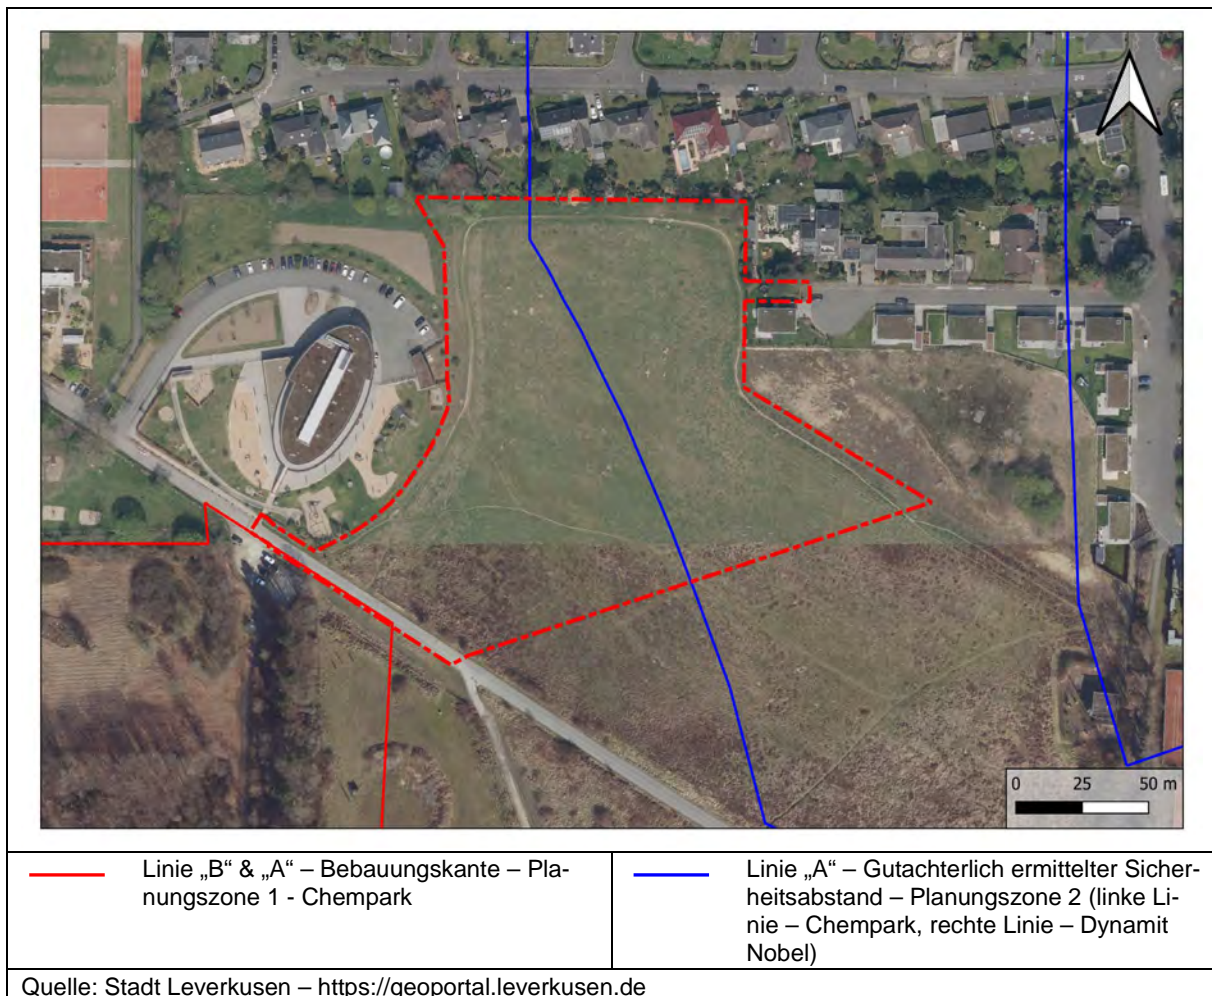 0 25 50 m
Linie „B“ & „A“ – Bebauungskante – Pla-
nungszone 1 - Chempark
Linie „A“ – Gutachterlich ermittelter Sicher-
heitsabstand – Planungszone 2 (linke Li-
nie – Chempark, rechte Linie – Dynamit
Nobel)
Quelle: Stadt Leverkusen – https://geoportal.leverkusen.de